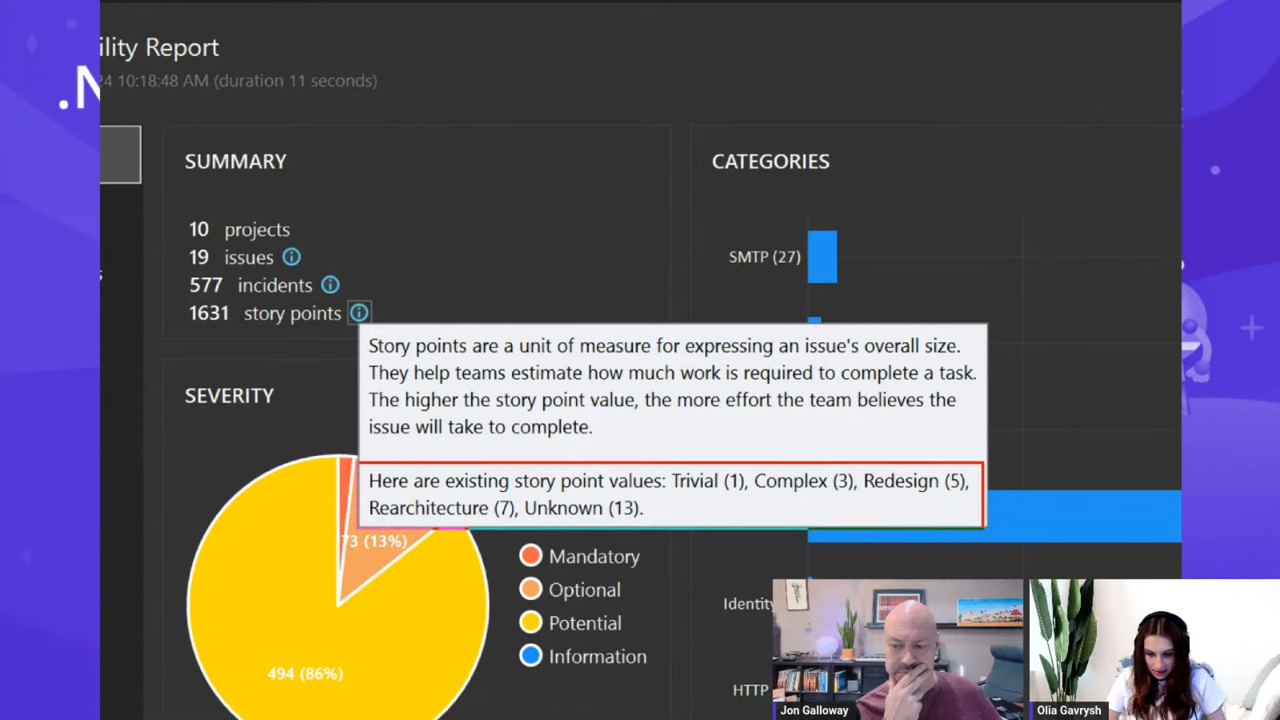 ility Report
.N
24 10:18:48 AM (duration 11 seconds)
SUMMARY
10 projects
19 issues
577 incidents
1631 story points
CATEGORIES
SMTP (27)
Story points are a unit of measure for expressing an issue's overall size.
They help teams estimate how much work is required to complete a task.
The higher the story point value, the more effort the team believes the
issue will take to complete.
Here are existing story point values: Trivial (1), Complex (3), Redesign (5),
Rearchitecture (7), Unknown (13).
SEVERITY
73 (13%)
494 (86%)
Mandatory
Optional
Potential
Information
Identity
HTTP
Jon Galloway
Olia Gavrysh